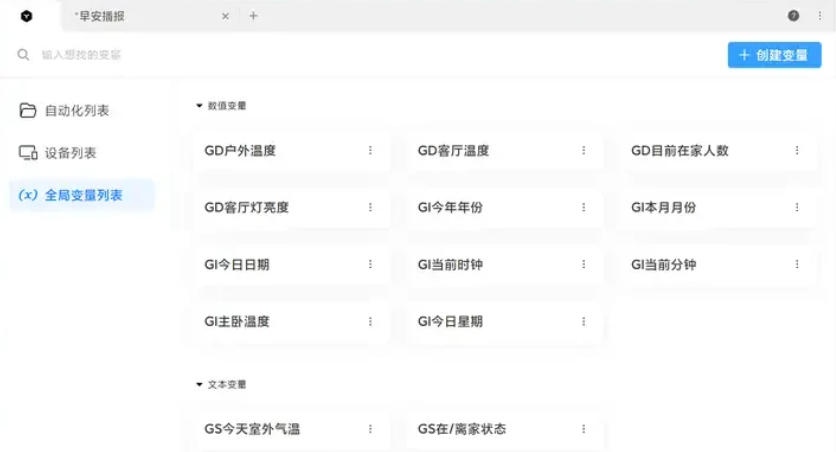 *早安播报
输入想找的变量
创建变量
自动化列表
设备列表
(x) 全局变量列表
数值变量
GD户外温度
GD客厅温度
GD目前在家人数
GD客厅灯亮度
GI今年年份
GI本月月份
GI今日日期
GI当前时钟
GI当前分钟
GI主卧温度
GI今日星期
文本变量
GS今天室外气温
GS在/离家状态